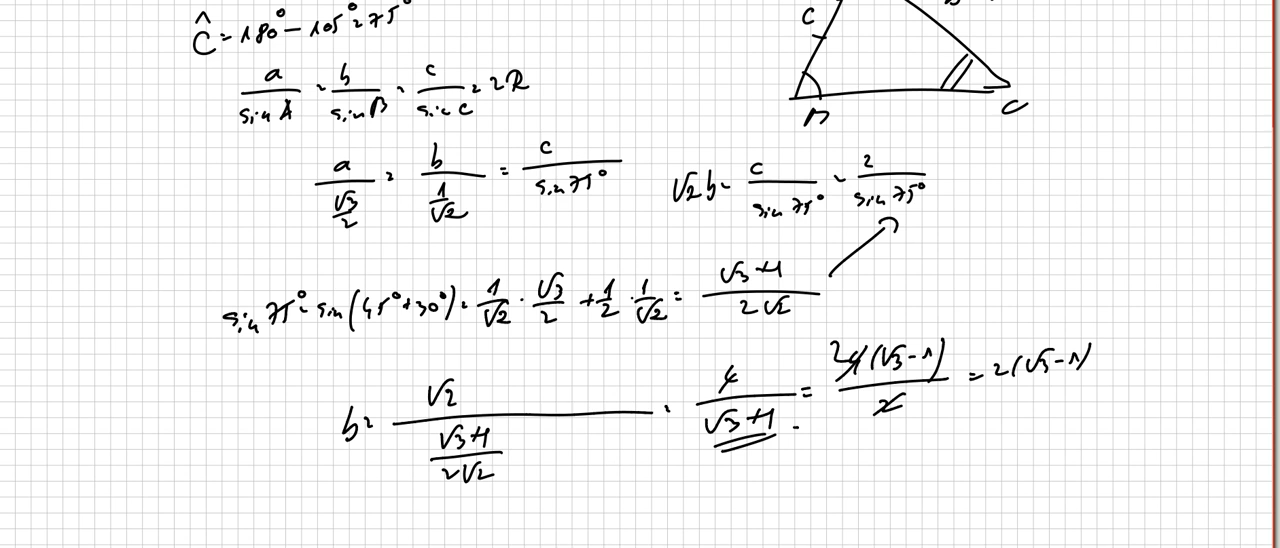 Ĉ = 180° - 105° = 75°
a/sin A = b/sin B = c/sin C = 2R
C
B
C
a/(√3/2) = b/(1/√2) = c/sin 75°
√2 b = c/sin 75° = 2/sin 75°
sin 75° = sin(45° + 30°) = 1/√2 · √3/2 + 1/2 · 1/√2 = (√3+1)/(2√2)
b = √2/((√3+1)/(2√2)) = 4/(√3+1) = 2 4(√3-1)/2 = 2(√3-1)